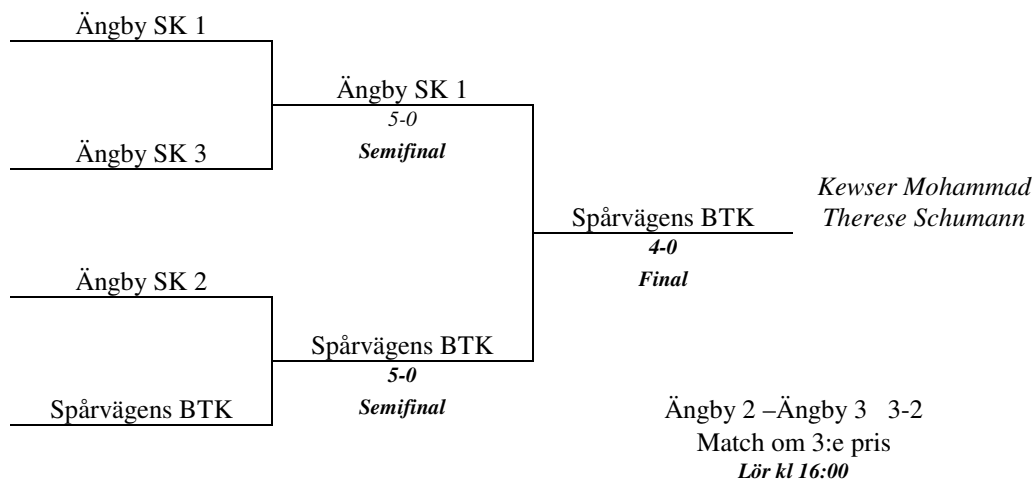 Ängby SK 1
Ängby SK 1
5-0
Semifinal
Ängby SK 3
Kewser Mohammad
Therese Schumann
Spårvägens BTK
4-0
Final
Ängby SK 2
Spårvägens BTK
5-0
Semifinal
Spårvägens BTK
Ängby 2 –Ängby 3 3-2
Match om 3:e pris
Lör kl 16:00